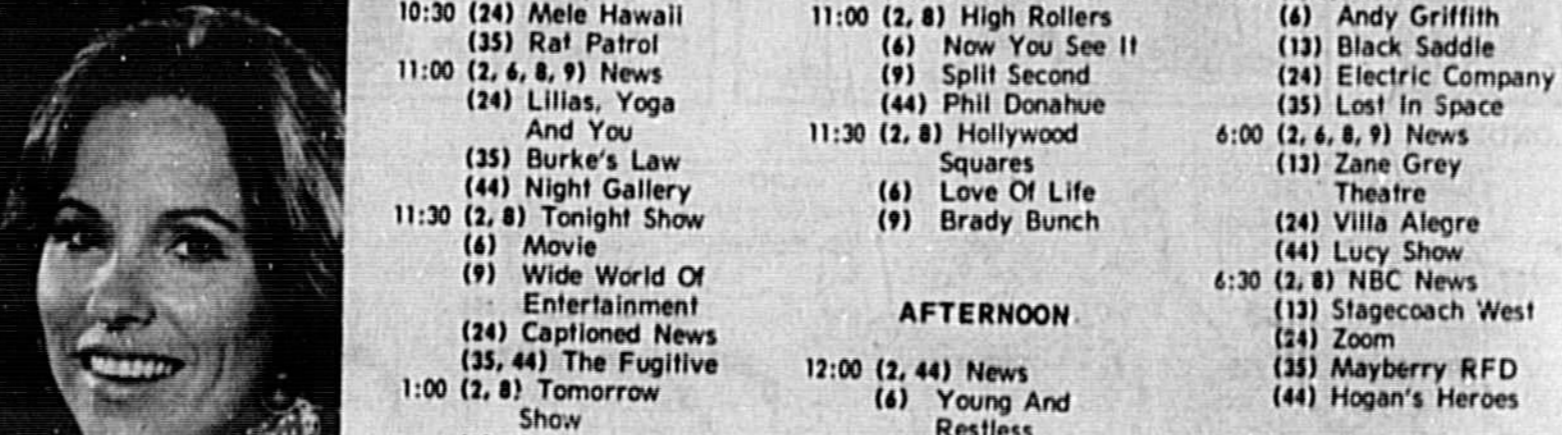 10:30 (24) Mele Hawaii
(35) Rat Patrol
11:00 (2, 6, 8, 9) News
(24) Lilias, Yoga
And You
(35) Burke's Law
(44) Night Gallery
11:30 (2, 8) Tonight Show
(6) Movie
(9) Wide World Of
Entertainment
(24) Captioned News
(35, 44) The Fugitive
1:00 (2, 8) Tomorrow
Show
11:00 (2, 8) High Rollers
(6) Now You See It
(9) Split Second
(44) Phil Donahue
11:30 (2, 8) Hollywood
Squares
(6) Love Of Life
(9) Brady Bunch
AFTERNOON
12:00 (2, 44) News
(6) Young And
Restless
(6) Andy Griffith
(13) Black Saddle
(24) Electric Company
(35) Lost In Space
6:00 (2, 6, 8, 9) News
(13) Zane Grey
Theatre
(24) Villa Alegre
(44) Lucy Show
6:30 (2, 8) NBC News
(13) Stagecoach West
(24) Zoom
(35) Mayberry RFD
(44) Hogan's Heroes